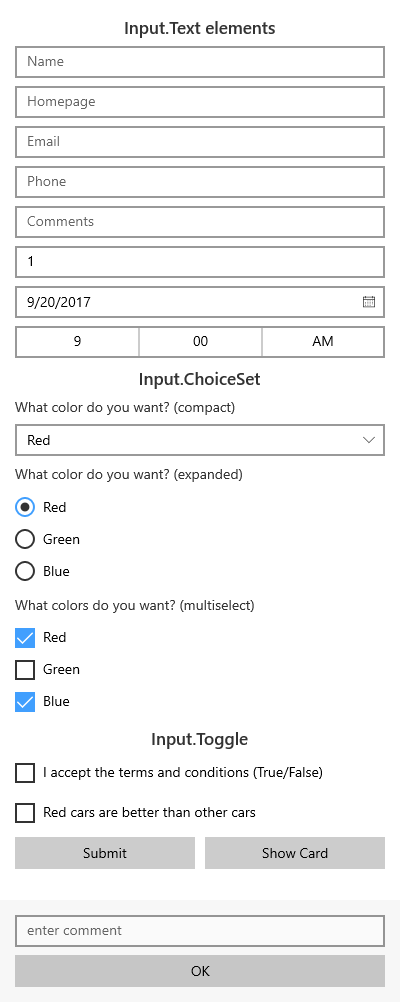 Input.Text elements
Name
Homepage
Email
Phone
Comments
1
9/20/2017
9 00 AM
Input.ChoiceSet
What color do you want? (compact)
Red
What color do you want? (expanded)
Red
Green
Blue
What colors do you want? (multiselect)
Red
Green
Blue
Input.Toggle
I accept the terms and conditions (True/False)
Red cars are better than other cars
Submit Show Card
enter comment
OK